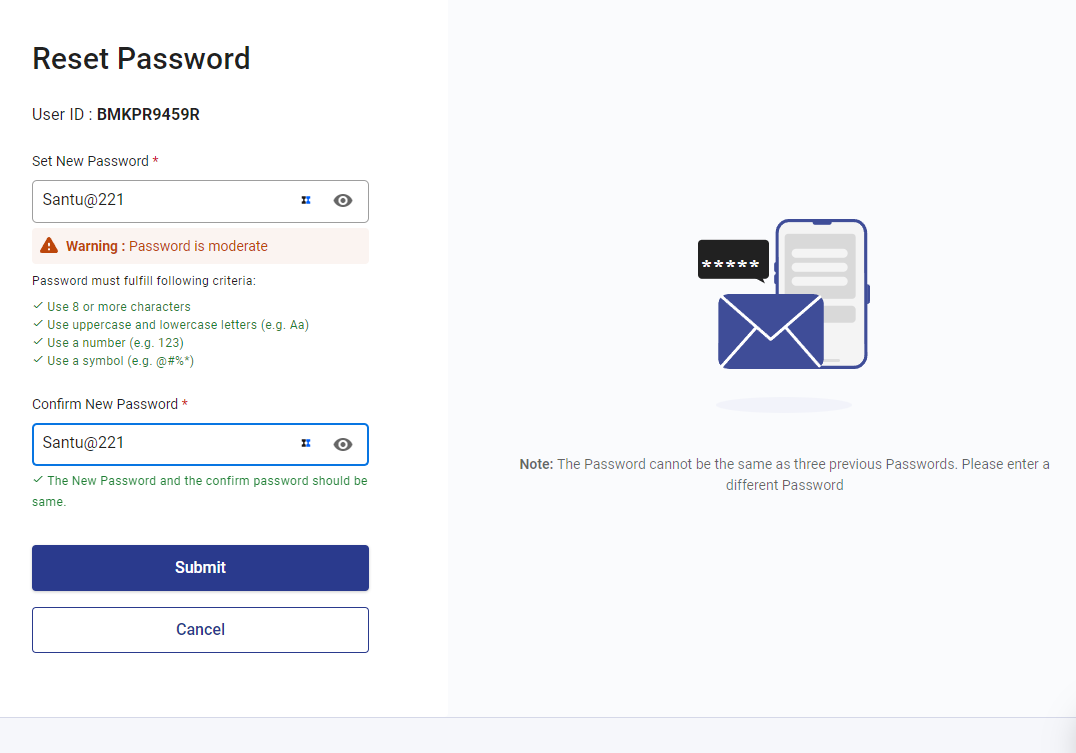 Reset Password
User ID : BMKPR9459R
Set New Password *
Santu@221
Warning : Password is moderate
Password must fulfill following criteria:
Use 8 or more characters
Use uppercase and lowercase letters (e.g. Aa)
Use a number (e.g. 123)
Use a symbol (e.g. @#%*)
Confirm New Password *
Santu@221
The New Password and the confirm password should be
same.
Submit
Cancel
*****
Note: The Password cannot be the same as three previous Passwords. Please enter a
different Password